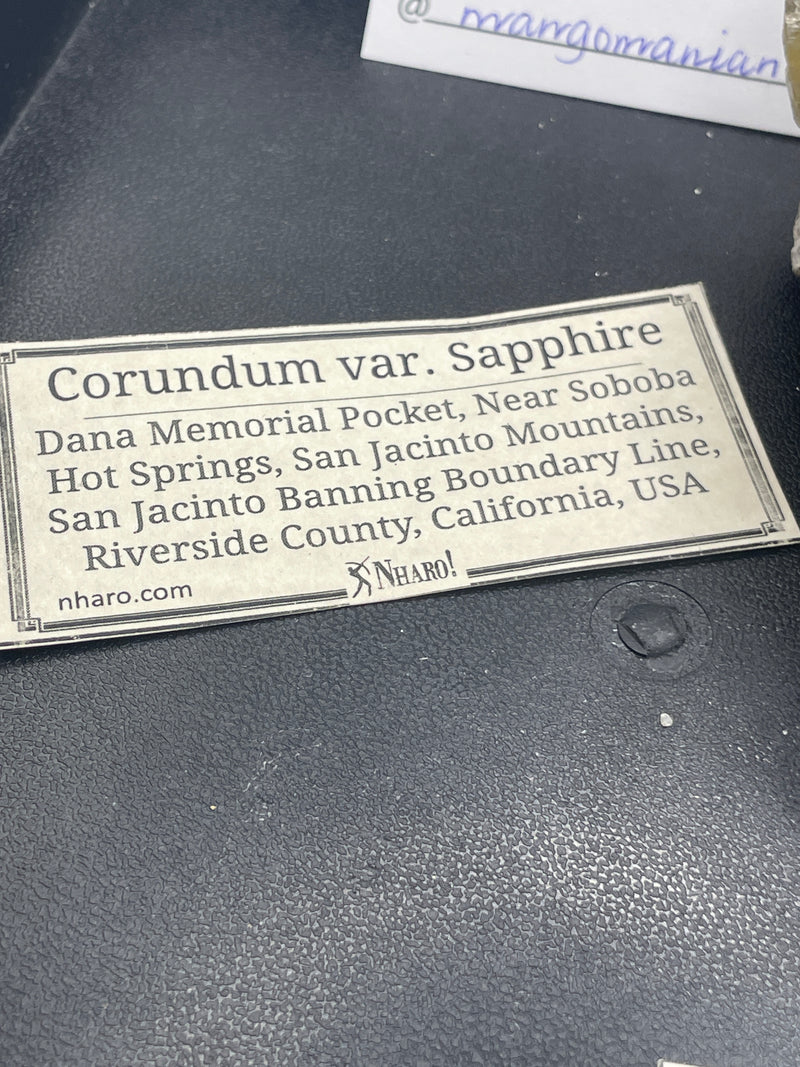 @ mangomanian
Corundum var. Sapphire
Dana Memorial Pocket, Near Soboba
Hot Springs, San Jacinto Mountains,
San Jacinto Banning Boundary Line,
Riverside County, California, USA
nharo.com
NHARO!